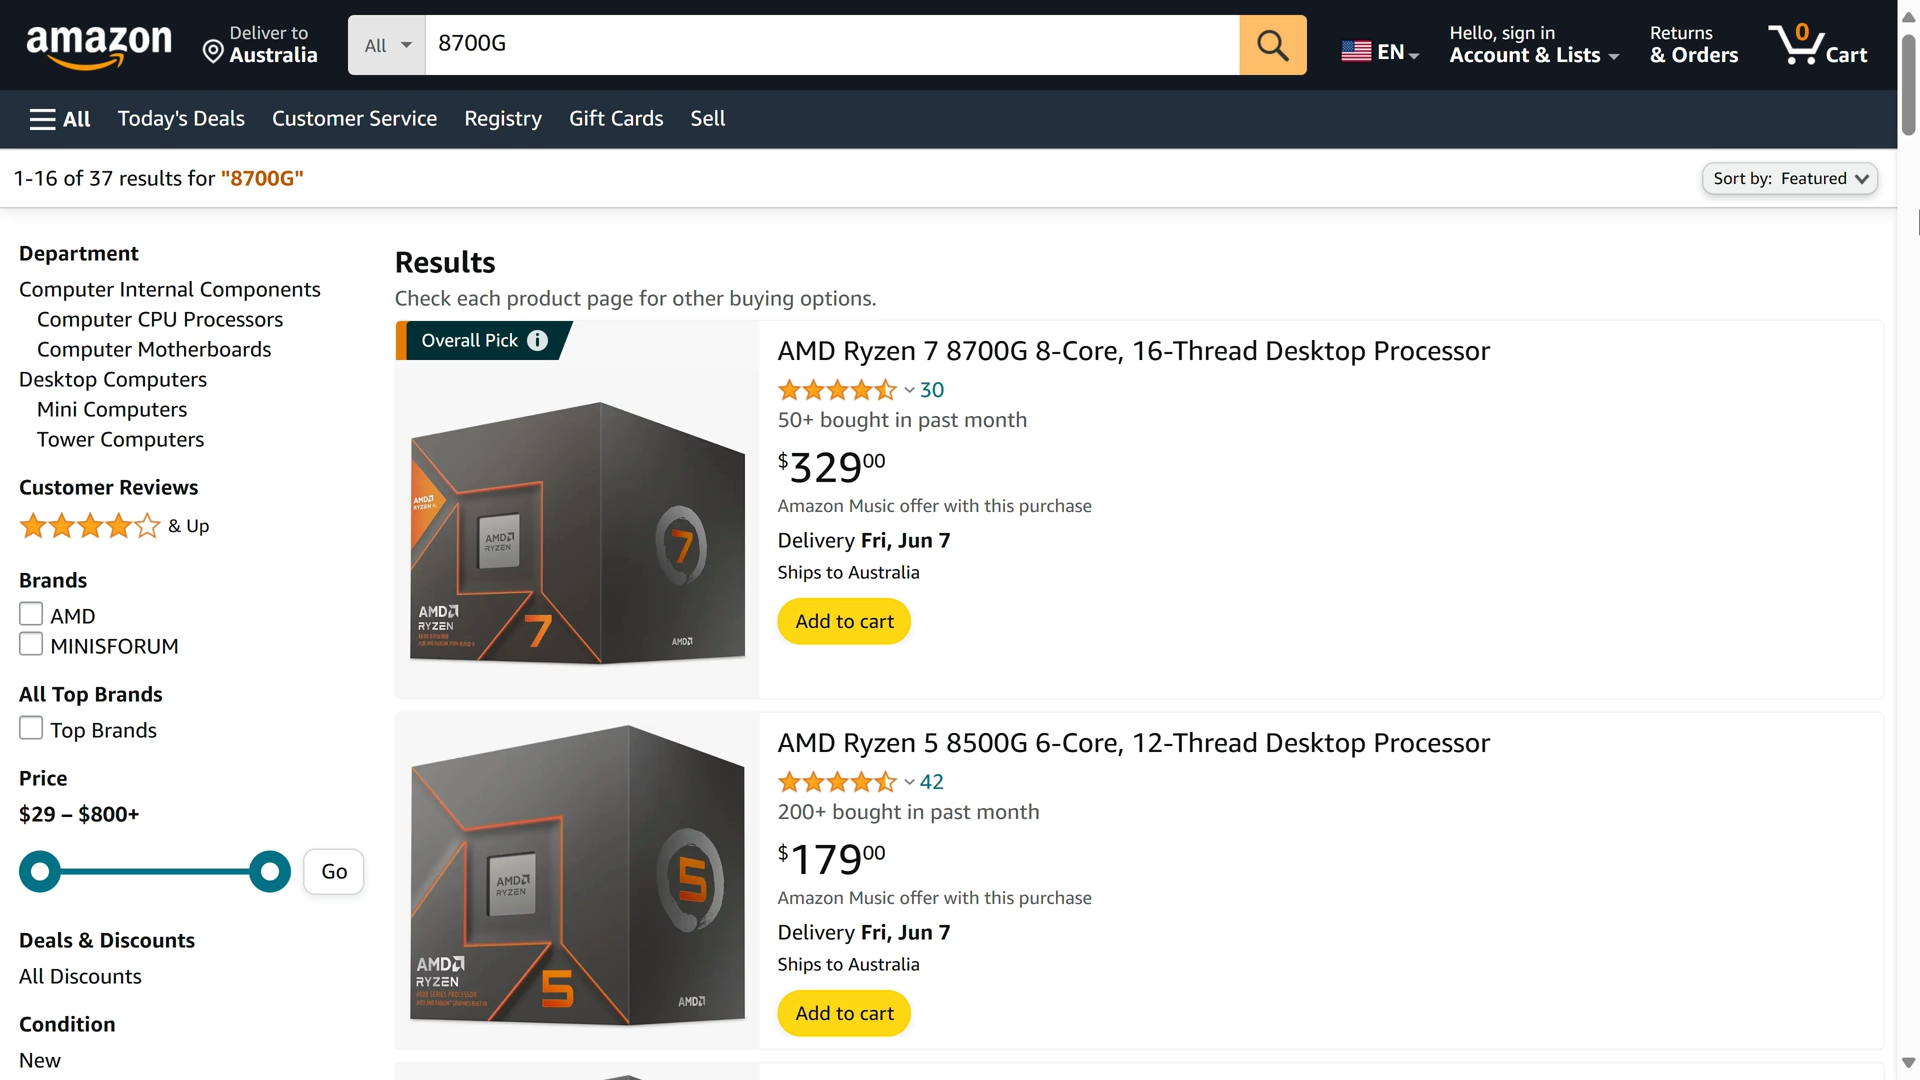 amazon
Deliver to
Australia
All
8700G
EN
Hello, sign in
Account & Lists
Returns
& Orders
0
Cart
All
Today's Deals
Customer Service
Registry
Gift Cards
Sell
1-16 of 37 results for "8700G"
Sort by: Featured
Department
Computer Internal Components
Computer CPU Processors
Computer Motherboards
Desktop Computers
Mini Computers
Tower Computers
Customer Reviews
& Up
Brands
AMD
MINISFORUM
All Top Brands
Top Brands
Price
$29 – $800+
Go
Deals & Discounts
All Discounts
Condition
New
Results
Check each product page for other buying options.
Overall Pick
AMD
RYZEN
AMD
RYZEN
7
7
AMD
AMD Ryzen 7 8700G 8-Core, 16-Thread Desktop Processor
30
50+ bought in past month
$32900
Amazon Music offer with this purchase
Delivery Fri, Jun 7
Ships to Australia
Add to cart
AMD
RYZEN
AMD
RYZEN
5
5
AMD
AMD Ryzen 5 8500G 6-Core, 12-Thread Desktop Processor
42
200+ bought in past month
$17900
Amazon Music offer with this purchase
Delivery Fri, Jun 7
Ships to Australia
Add to cart